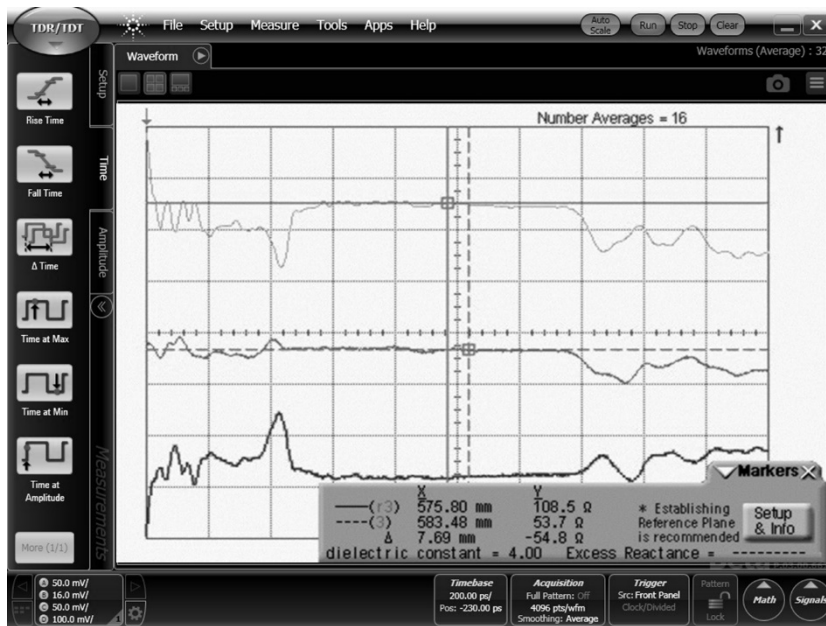 TDR/TDT
File Setup Measure Tools Apps Help
Auto Scale
Run
Stop
Clear
Waveform
Waveforms (Average) : 32
Setup
Time
Amplitude
Measurements
Rise Time
Fall Time
Δ Time
Time at Max
Time at Min
Time at
Amplitude
More (1/1)
Number Averages = 16
Markers
X Y
(r3) 575.80 mm 108.5 Ω
(3) 583.48 mm 53.7 Ω
Δ 7.69 mm -54.8 Ω
* Establishing
Reference Plane
is recommended
Setup
& Info
dielectric constant = 4.00 Excess Reactance = ---------
50.0 mV/
16.0 mV/
50.0 mV/
100.0 mV/
1
Timebase
200.00 ps/
Pos: -230.00 ps
Acquisition
Full Pattern: Off
4096 pts/wfm
Smoothing: Average
Trigger
Src: Front Panel
Clock/Divided
Pattern
Lock
Math
Signals